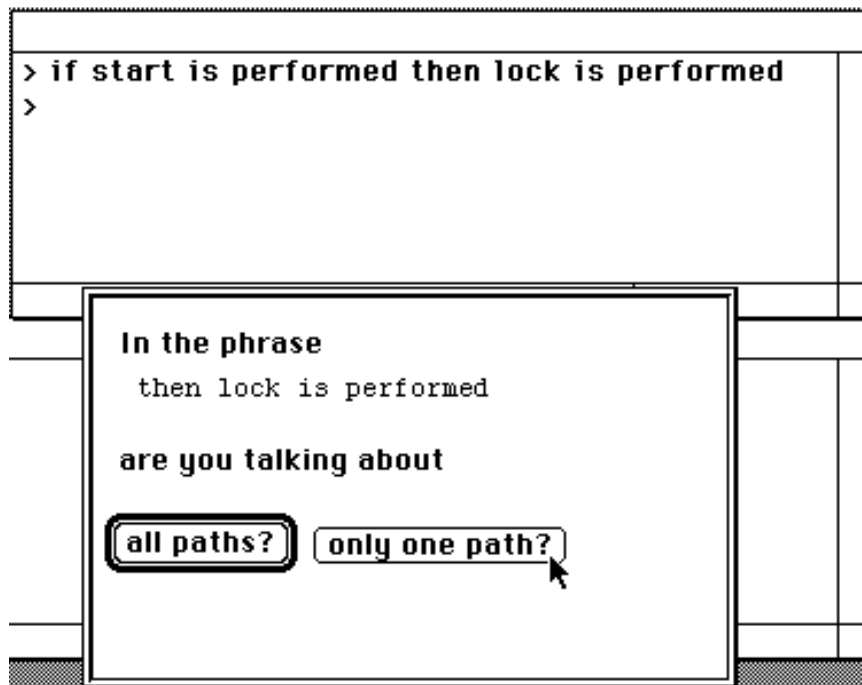 > if start is performed then lock is performed
>
In the phrase
then lock is performed
are you talking about
all paths? only one path?